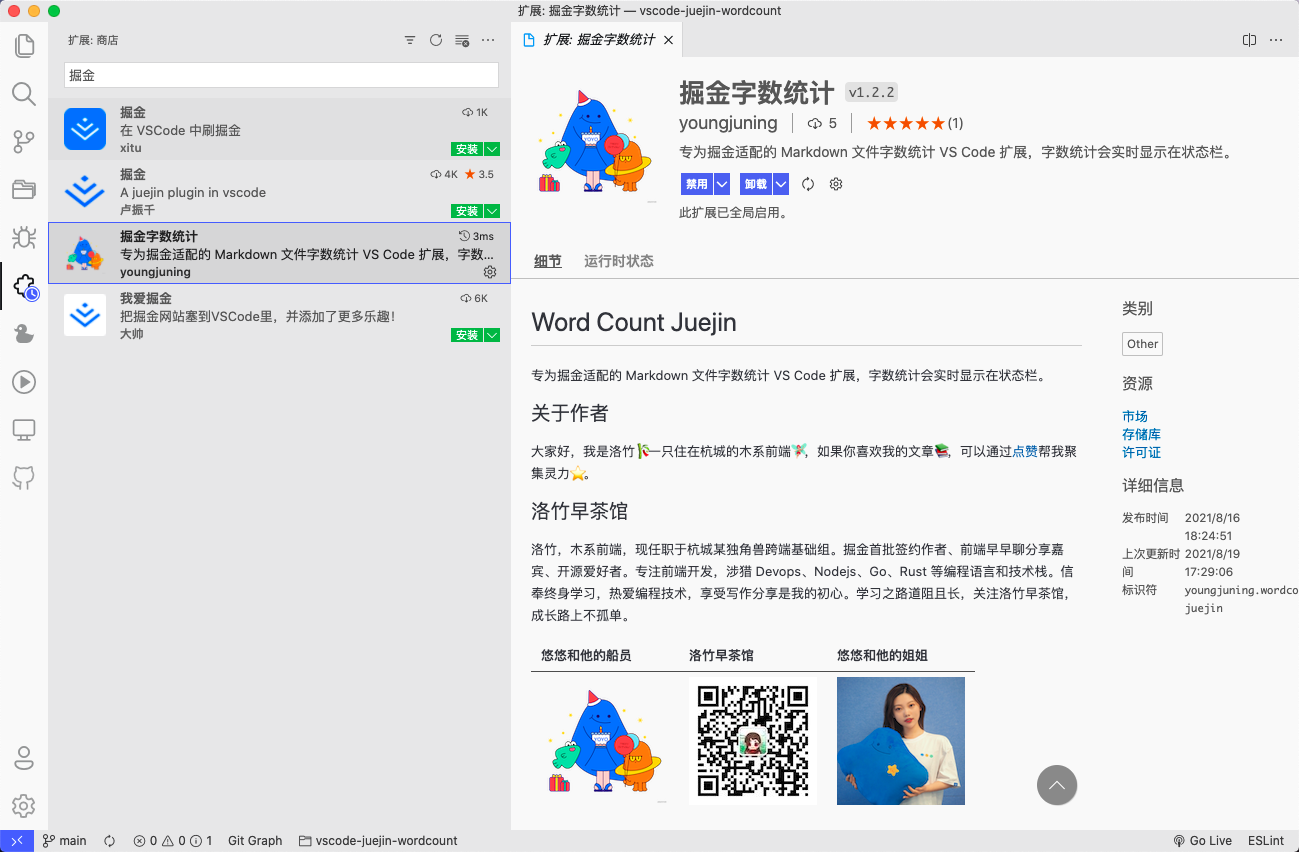 扩展: 掘金字数统计 — vscode-juejin-wordcount
扩展: 商店
掘金
掘金
1K
在 VSCode 中刷掘金
xitu
安装
掘金
4K ★ 3.5
A juejin plugin in vscode
卢振千
安装
掘金字数统计
3ms
专为掘金适配的 Markdown 文件字数统计 VS Code 扩展，字数...
youngjuning
我爱掘金
6K
把掘金网站塞到VSCode里，并添加了更多乐趣！
大帅
安装
扩展: 掘金字数统计
掘金字数统计 v1.2.2
youngjuning 5 ★★★★★(1)
专为掘金适配的 Markdown 文件字数统计 VS Code 扩展，字数统计会实时显示在状态栏。
禁用 卸载
此扩展已全局启用。
细节 运行时状态
Word Count Juejin
专为掘金适配的 Markdown 文件字数统计 VS Code 扩展，字数统计会实时显示在状态栏。
关于作者
大家好，我是洛竹🎋一只住在杭城的木系前端🧚🏻‍♀️，如果你喜欢我的文章📚，可以通过点赞帮我聚
集灵力⭐️。
洛竹早茶馆
洛竹，木系前端，现任职于杭城某独角兽跨端基础组。掘金首批签约作者、前端早早聊分享嘉
宾、开源爱好者。专注前端开发，涉猎 Devops、Nodejs、Go、Rust 等编程语言和技术栈。信
奉终身学习，热爱编程技术，享受写作分享是我的初心。学习之路道阻且长，关注洛竹早茶馆，
成长路上不孤单。
悠悠和他的船员 洛竹早茶馆 悠悠和他的姐姐
YOYO
类别
Other
资源
市场
存储库
许可证
详细信息
发布时间 2021/8/16
18:24:51
上次更新时 2021/8/19
间 17:29:06
标识符 youngjuning.wordco
juejin
main
0 0 1
Git Graph
vscode-juejin-wordcount
Go Live
ESLint